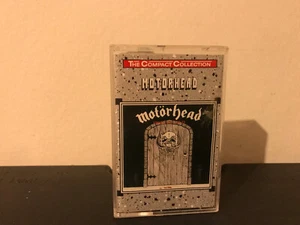 THE COMPACT COLLECTION
MOTORHEAD
Motörhead